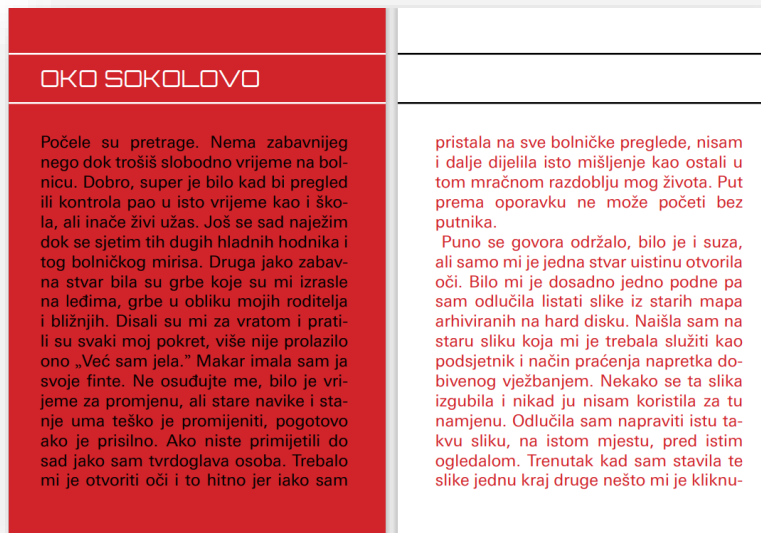 OKO SOKOLOVO
Počele su pretrage. Nema zabavnijeg
nego dok trošiš slobodno vrijeme na bol-
nicu. Dobro, super je bilo kad bi pregled
ili kontrola pao u isto vrijeme kao i ško-
la, ali inače živi užas. Još se sad naježim
dok se sjetim tih dugih hladnih hodnika i
tog bolničkog mirisa. Druga jako zabav-
na stvar bila su grbe koje su mi izrasle
na leđima, grbe u obliku mojih roditelja
i bližnjih. Disali su mi za vratom i prati-
li su svaki moj pokret, više nije prolazilo
ono „Već sam jela.” Makar imala sam ja
svoje finte. Ne osuđujte me, bilo je vri-
jeme za promjenu, ali stare navike i sta-
nje uma teško je promijeniti, pogotovo
ako je prisilno. Ako niste primijetili do
sad jako sam tvrdoglava osoba. Trebalo
mi je otvoriti oči i to hitno jer iako sam
pristala na sve bolničke preglede, nisam
i dalje dijelila isto mišljenje kao ostali u
tom mračnom razdoblju mog života. Put
prema oporavku ne može početi bez
putnika.
Puno se govora održalo, bilo je i suza,
ali samo mi je jedna stvar uistinu otvorila
oči. Bilo mi je dosadno jedno podne pa
sam odlučila listati slike iz starih mapa
arhiviranih na hard disku. Naišla sam na
staru sliku koja mi je trebala služiti kao
podsjetnik i način praćenja napretka do-
bivenog vježbanjem. Nekako se ta slika
izgubila i nikad ju nisam koristila za tu
namjenu. Odlučila sam napraviti istu ta-
kvu sliku, na istom mjestu, pred istim
ogledalom. Trenutak kad sam stavila te
slike jednu kraj druge nešto mi je kliknu-